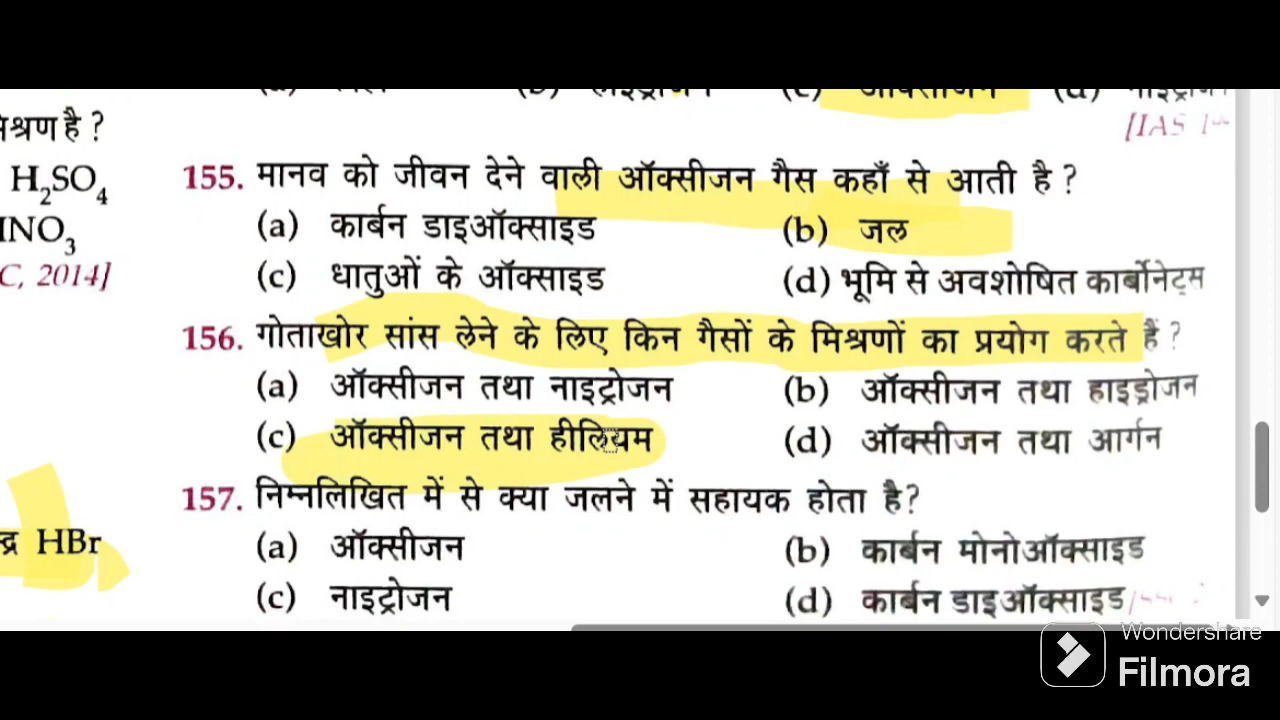 (c) ऑक्सीजन (d)
मिश्रण है ?
[IAS
H₂SO₄
155. मानव को जीवन देने वाली ऑक्सीजन गैस कहाँ से आती है ?
(a) कार्बन डाइऑक्साइड (b) जल
HNO₃
C, 2014]
(c) धातुओं के ऑक्साइड (d) भूमि से अवशोषित कार्बोनेट्स
156. गोताखोर सांस लेने के लिए किन गैसों के मिश्रणों का प्रयोग करते हैं ?
(a) ऑक्सीजन तथा नाइट्रोजन (b) ऑक्सीजन तथा हाइड्रोजन
(c) ऑक्सीजन तथा हीलियम (d) ऑक्सीजन तथा आर्गन
157. निम्नलिखित में से क्या जलने में सहायक होता है?
HBr
(a) ऑक्सीजन (b) कार्बन मोनोऑक्साइड
(c) नाइट्रोजन (d) कार्बन डाइऑक्साइड
Wondershare
Filmora